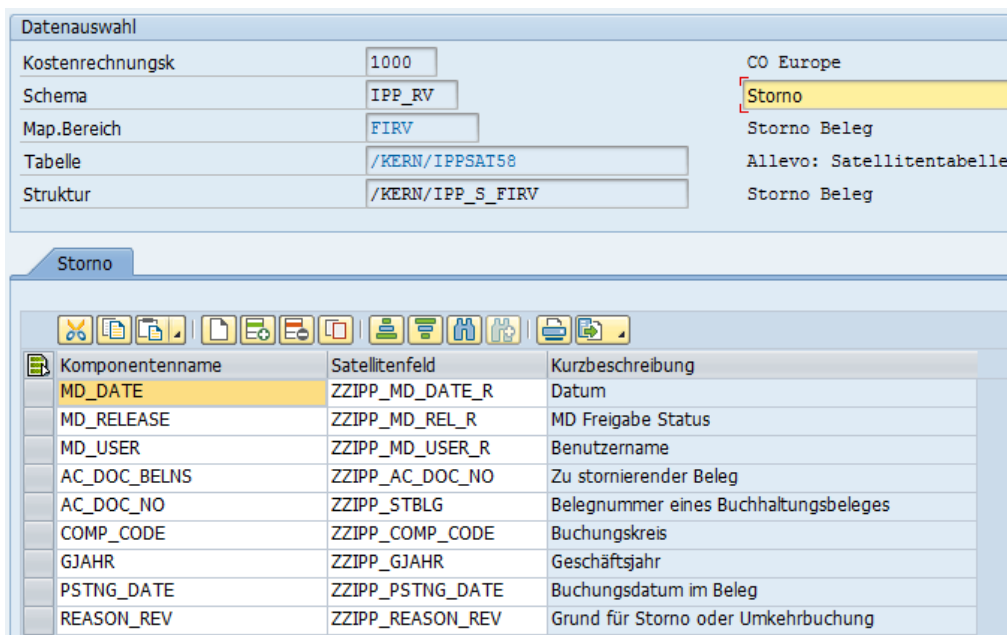 Datenauswahl
Kostenrechnungsk 1000 CO Europe
Schema IPP_RV Storno
Map.Bereich FIRV Storno Beleg
Tabelle /KERN/IPPSAT58 Allevo: Satellitentabelle
Struktur /KERN/IPP_S_FIRV Storno Beleg
Storno
Komponentenname Satellitenfeld Kurzbeschreibung
MD_DATE ZZIPP_MD_DATE_R Datum
MD_RELEASE ZZIPP_MD_REL_R MD Freigabe Status
MD_USER ZZIPP_MD_USER_R Benutzername
AC_DOC_BELNS ZZIPP_AC_DOC_NO Zu stornierender Beleg
AC_DOC_NO ZZIPP_STBLG Belegnummer eines Buchhaltungsbeleges
COMP_CODE ZZIPP_COMP_CODE Buchungskreis
GJAHR ZZIPP_GJAHR Geschäftsjahr
PSTNG_DATE ZZIPP_PSTNG_DATE Buchungsdatum im Beleg
REASON_REV ZZIPP_REASON_REV Grund für Storno oder Umkehrbuchung